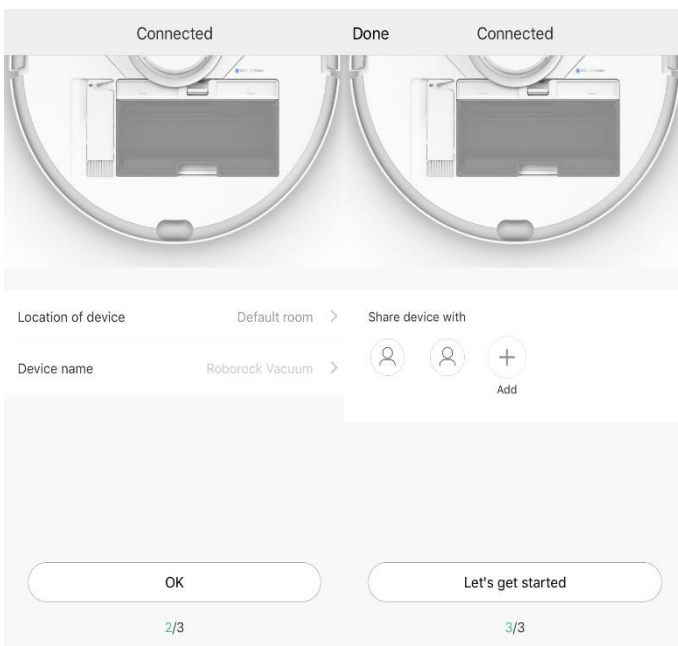 Connected
Location of device Default room
Device name Roborock Vacuum
OK
2/3
Done Connected
Share device with
Add
Let's get started
3/3